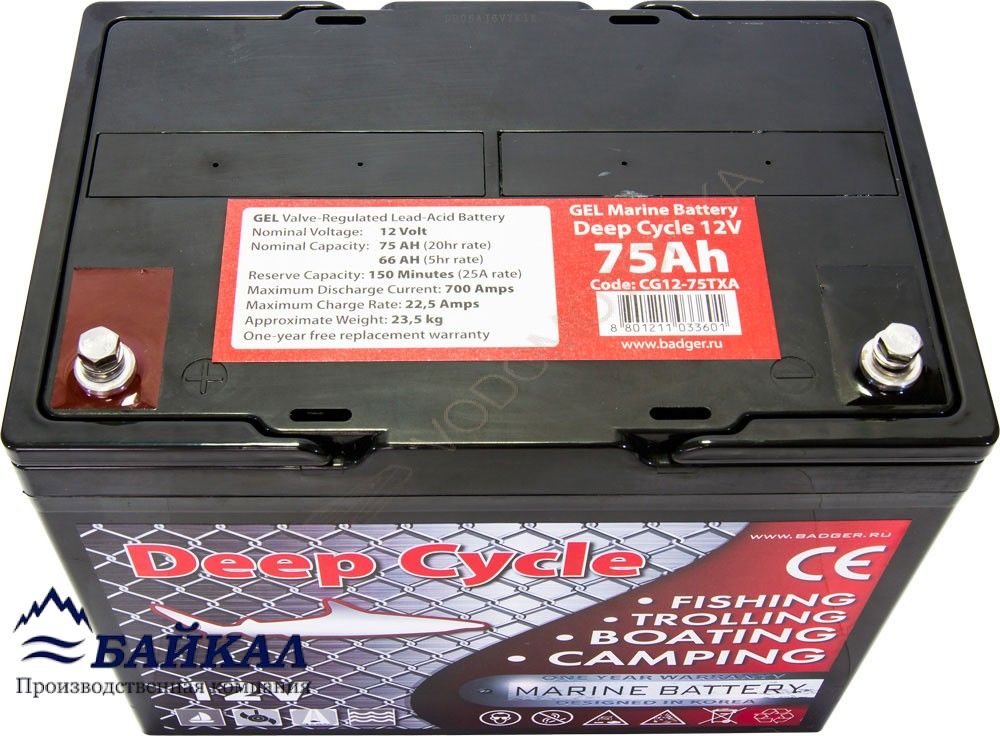 GEL Valve-Regulated Lead-Acid Battery
Nominal Voltage: 12 Volt
Nominal Capacity: 75 AH (20hr rate)
66 AH (5hr rate)
Reserve Capacity: 150 Minutes (25A rate)
Maximum Discharge Current: 700 Amps
Maximum Charge Rate: 22,5 Amps
Approximate Weight: 23,5 kg
One-year free replacement warranty
GEL Marine Battery
Deep Cycle 12V
75Ah
Code: CG12-75TXA
8 801211 033601
www.badger.ru
+
−
VODOMOTORKA
Deep Cycle
WWW.BADGER.RU
CE
• FISHING
• TROLLING
• BOATING
• CAMPING
ONE YEAR WARRANTY
MARINE BATTERY
DESIGNED IN KOREA
Pb
БАЙКАЛ
Производственная компания